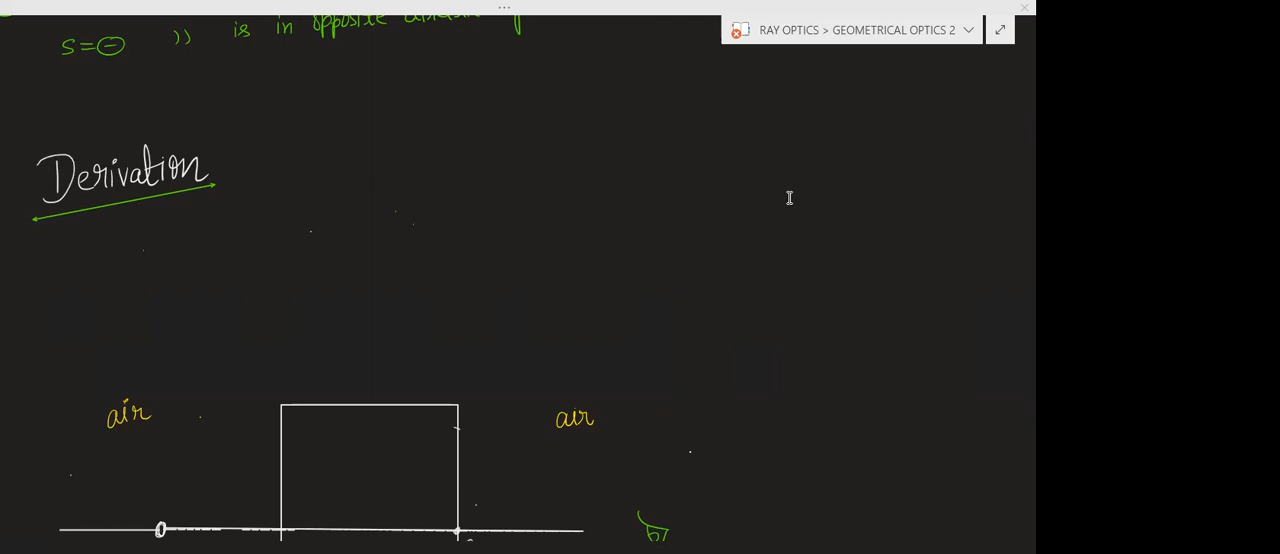 is in opposite
s = ⊖ ))
RAY OPTICS > GEOMETRICAL OPTICS 2
Derivation
air air